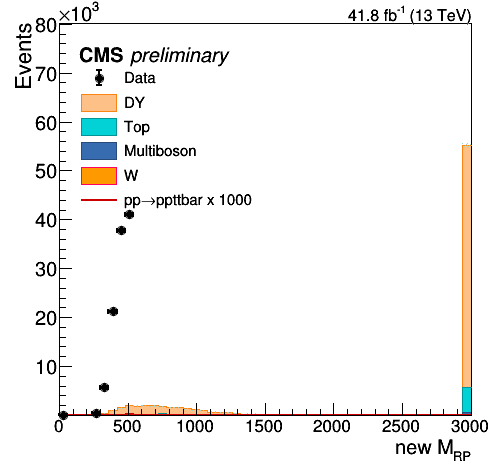 ×10³
41.8 fb⁻¹ (13 TeV)
Events
80
70
60
50
40
30
20
10
0
CMS preliminary
Data
DY
Top
Multiboson
W
pp→ppttbar x 1000
0
500
1000
1500
2000
2500
3000
new M_RP